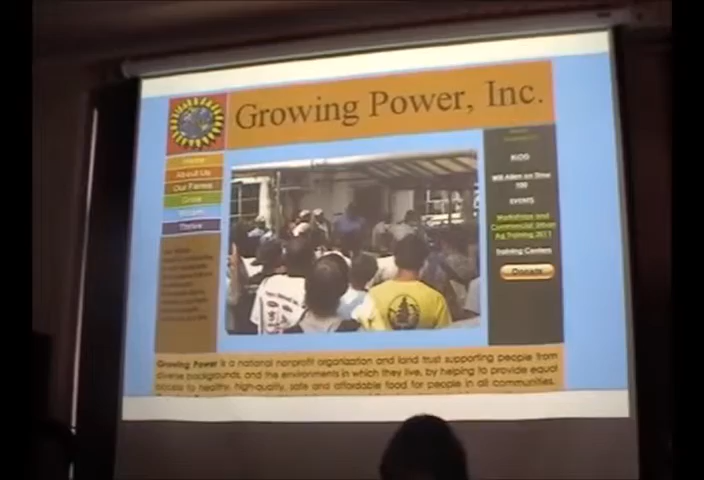 Growing Power, Inc.
Home
About Us
Our Farms
Grow
Bloom
Thrive
BLOG
Will Allen on Time
100
EVENTS
Workshops and
Commercial Urban
Ag Training 2011
Training Centers
Donate
Growing Power is a national nonprofit organization and land trust supporting people from
diverse backgrounds, and the environments in which they live, by helping to provide equal
access to healthy, high-quality, safe and affordable food for people in all communities.